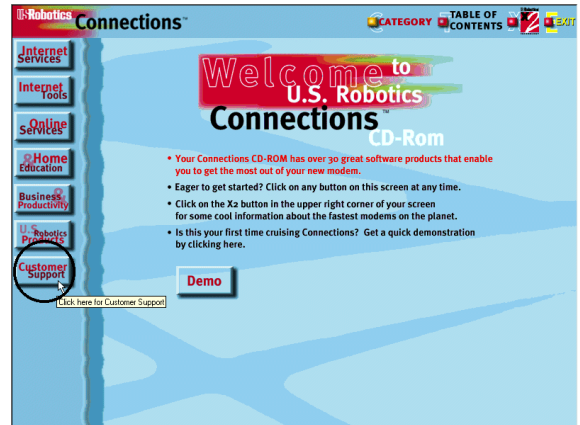 U.S. Robotics Connections™
CATEGORY
TABLE OF
CONTENTS
X2
EXIT
Internet
Services
Internet
Tools
Online
Services
&Home
Education
Business&
Productivity
U.S. Robotics
Products
Customer
Support
Click here for Customer Support
Welcome to
U.S. Robotics
Connections™
CD-Rom
• Your Connections CD-ROM has over 30 great software products that enable
you to get the most out of your new modem.
• Eager to get started? Click on any button on this screen at any time.
• Click on the X2 button in the upper right corner of your screen
for some cool information about the fastest modems on the planet.
• Is this your first time cruising Connections? Get a quick demonstration
by clicking here.
Demo